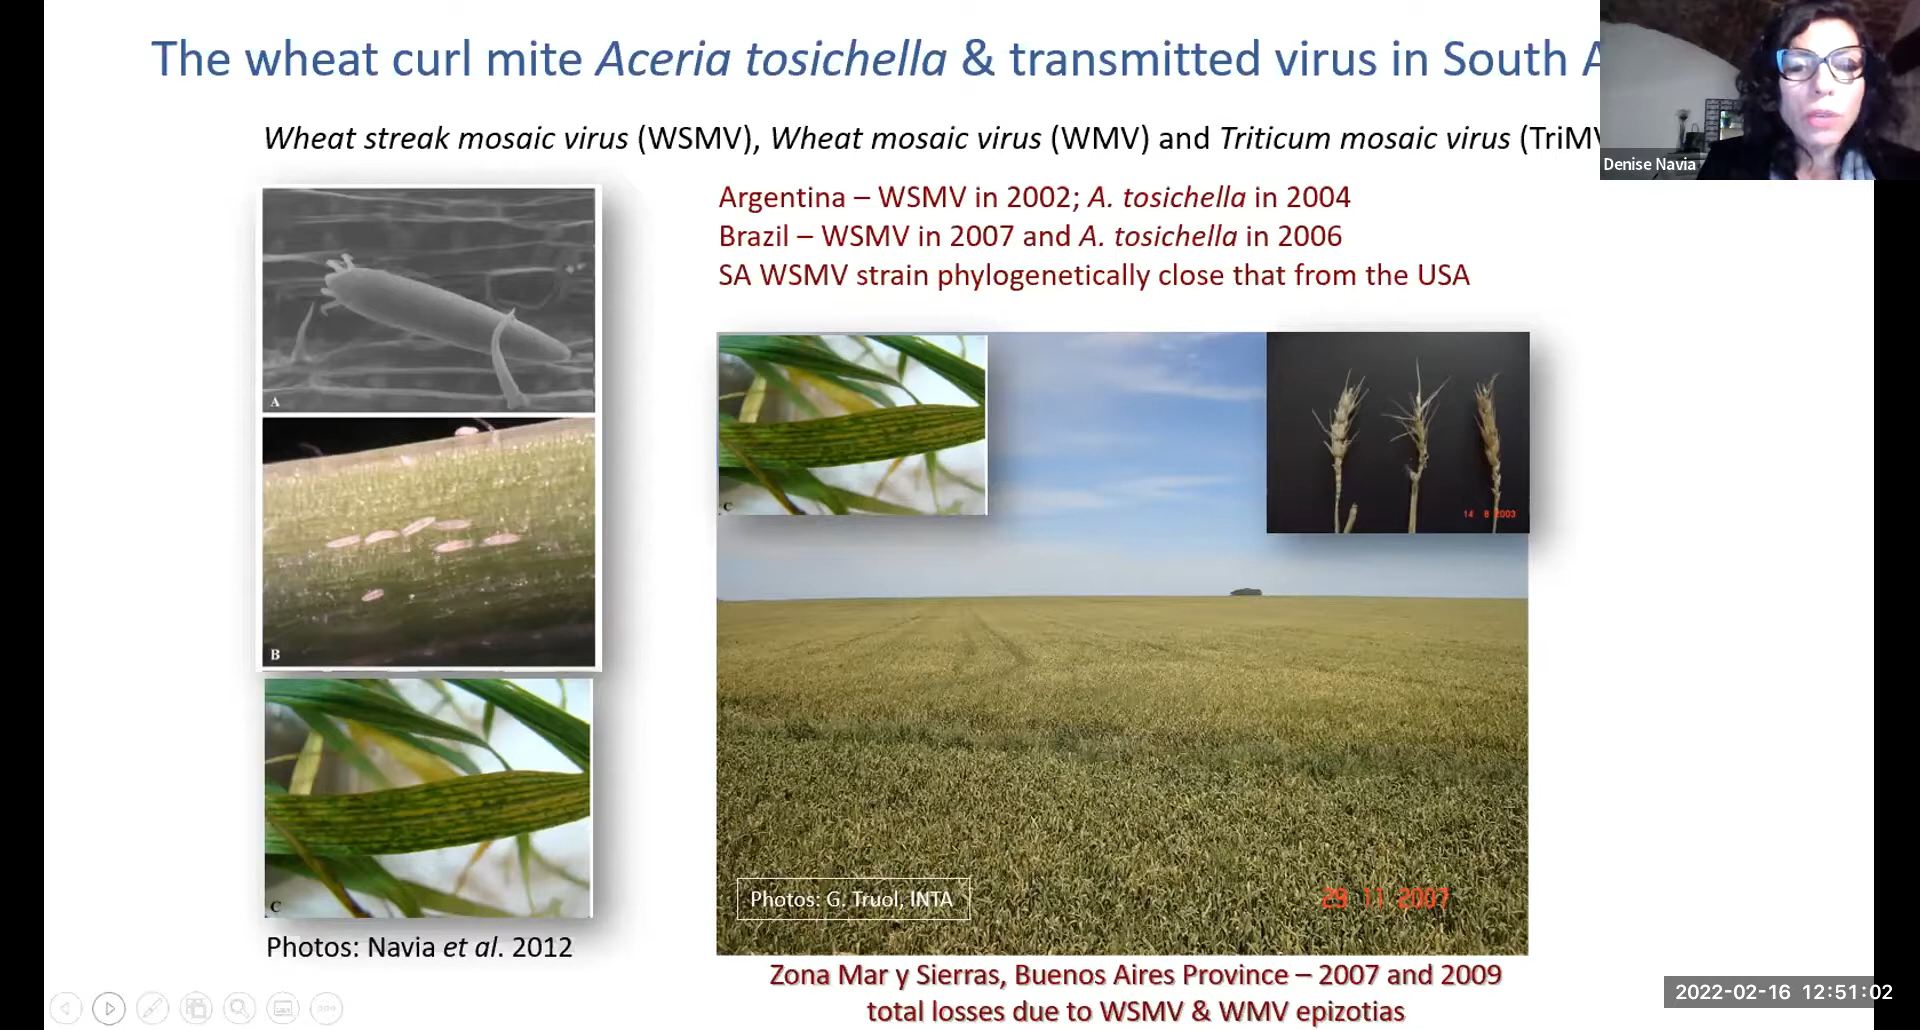 The wheat curl mite Aceria tosichella & transmitted virus in South A
Wheat streak mosaic virus (WSMV), Wheat mosaic virus (WMV) and Triticum mosaic virus (TriMV
Denise Navia
Argentina – WSMV in 2002; A. tosichella in 2004
Brazil – WSMV in 2007 and A. tosichella in 2006
SA WSMV strain phylogenetically close that from the USA
A
B
C
Photos: Navia et al. 2012
C
14 8 2003
Photos: G. Truol, INTA
29 11 2007
Zona Mar y Sierras, Buenos Aires Province – 2007 and 2009
total losses due to WSMV & WMV epizotias
2022-02-16 12:51:02